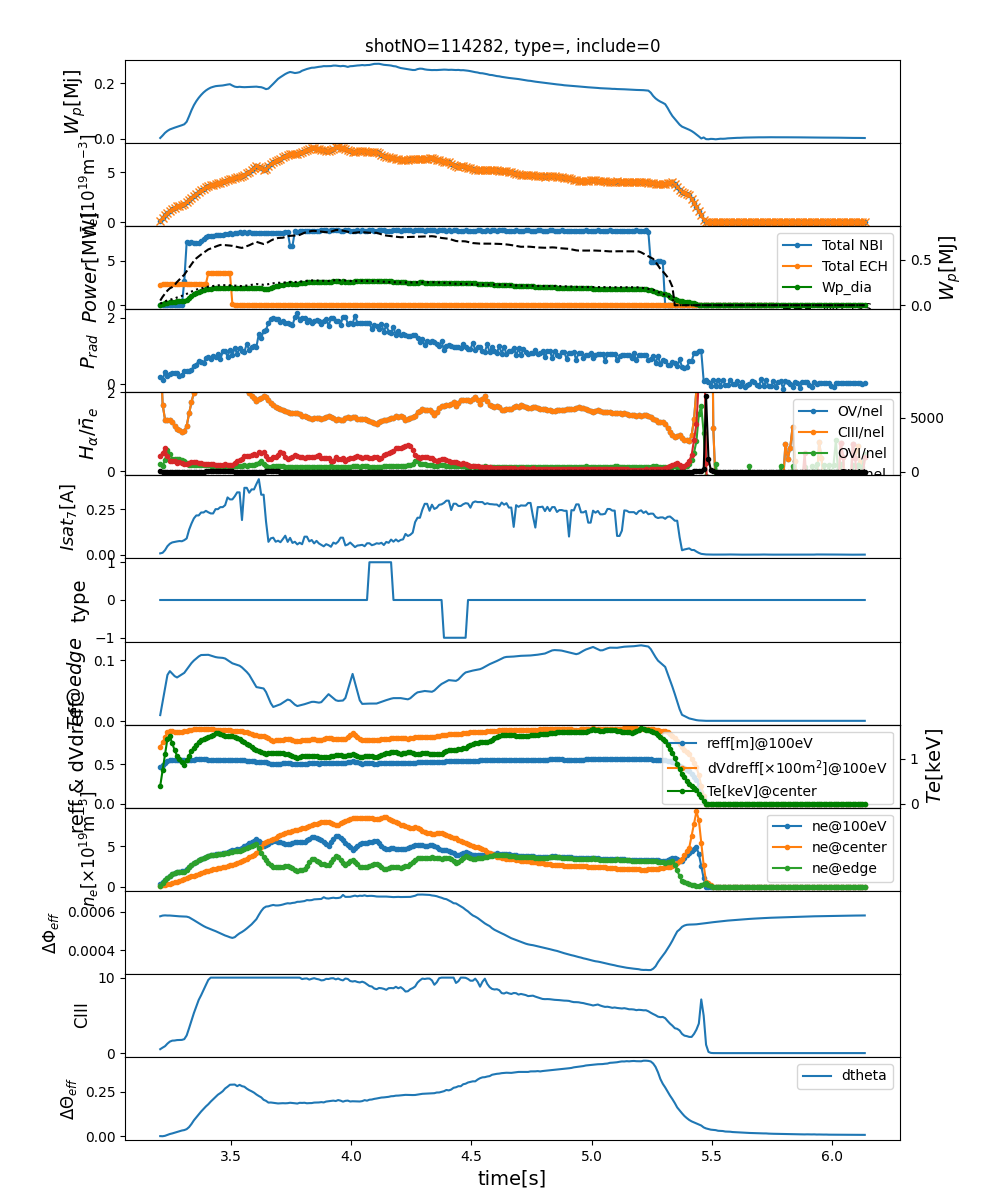 shotNO=114282, type=, include=0
W_p[MJ]
0.2
0.0
[10^19 m^-3]
5
0
Power[MW]
5
0
W_p[MJ]
0.5
0.0
Total NBI
Total ECH
Wp_dia
P_rad
2
0
H_α/n̄_e
2
0
5000
0
OV/nel
CIII/nel
OVI/nel
Isat_7[A]
0.25
0.00
type
1
0
−1
Te@edge
0.1
0.0
reff & dVdreff
0.5
0.0
Te[keV]
1
0
reff[m]@100eV
dVdreff[×100m^2]@100eV
Te[keV]@center
n_e[×10^19 m^-3]
5
0
ne@100eV
ne@center
ne@edge
ΔΦ_eff
0.0006
0.0004
CIII
10
0
ΔΘ_eff
0.25
0.00
dtheta
3.5 4.0 4.5 5.0 5.5 6.0
time[s]